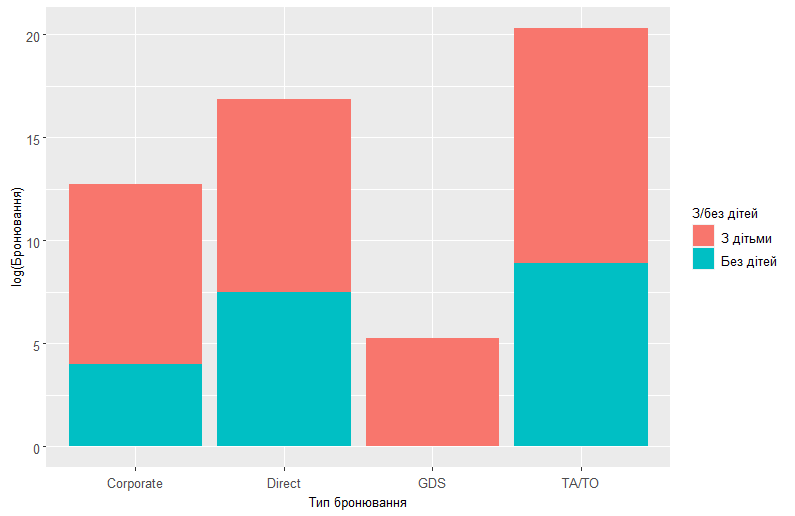 20
15
10
5
0
log(Бронювання)
Corporate
Direct
GDS
TA/TO
Тип бронювання
З/без дітей
З дітьми
Без дітей